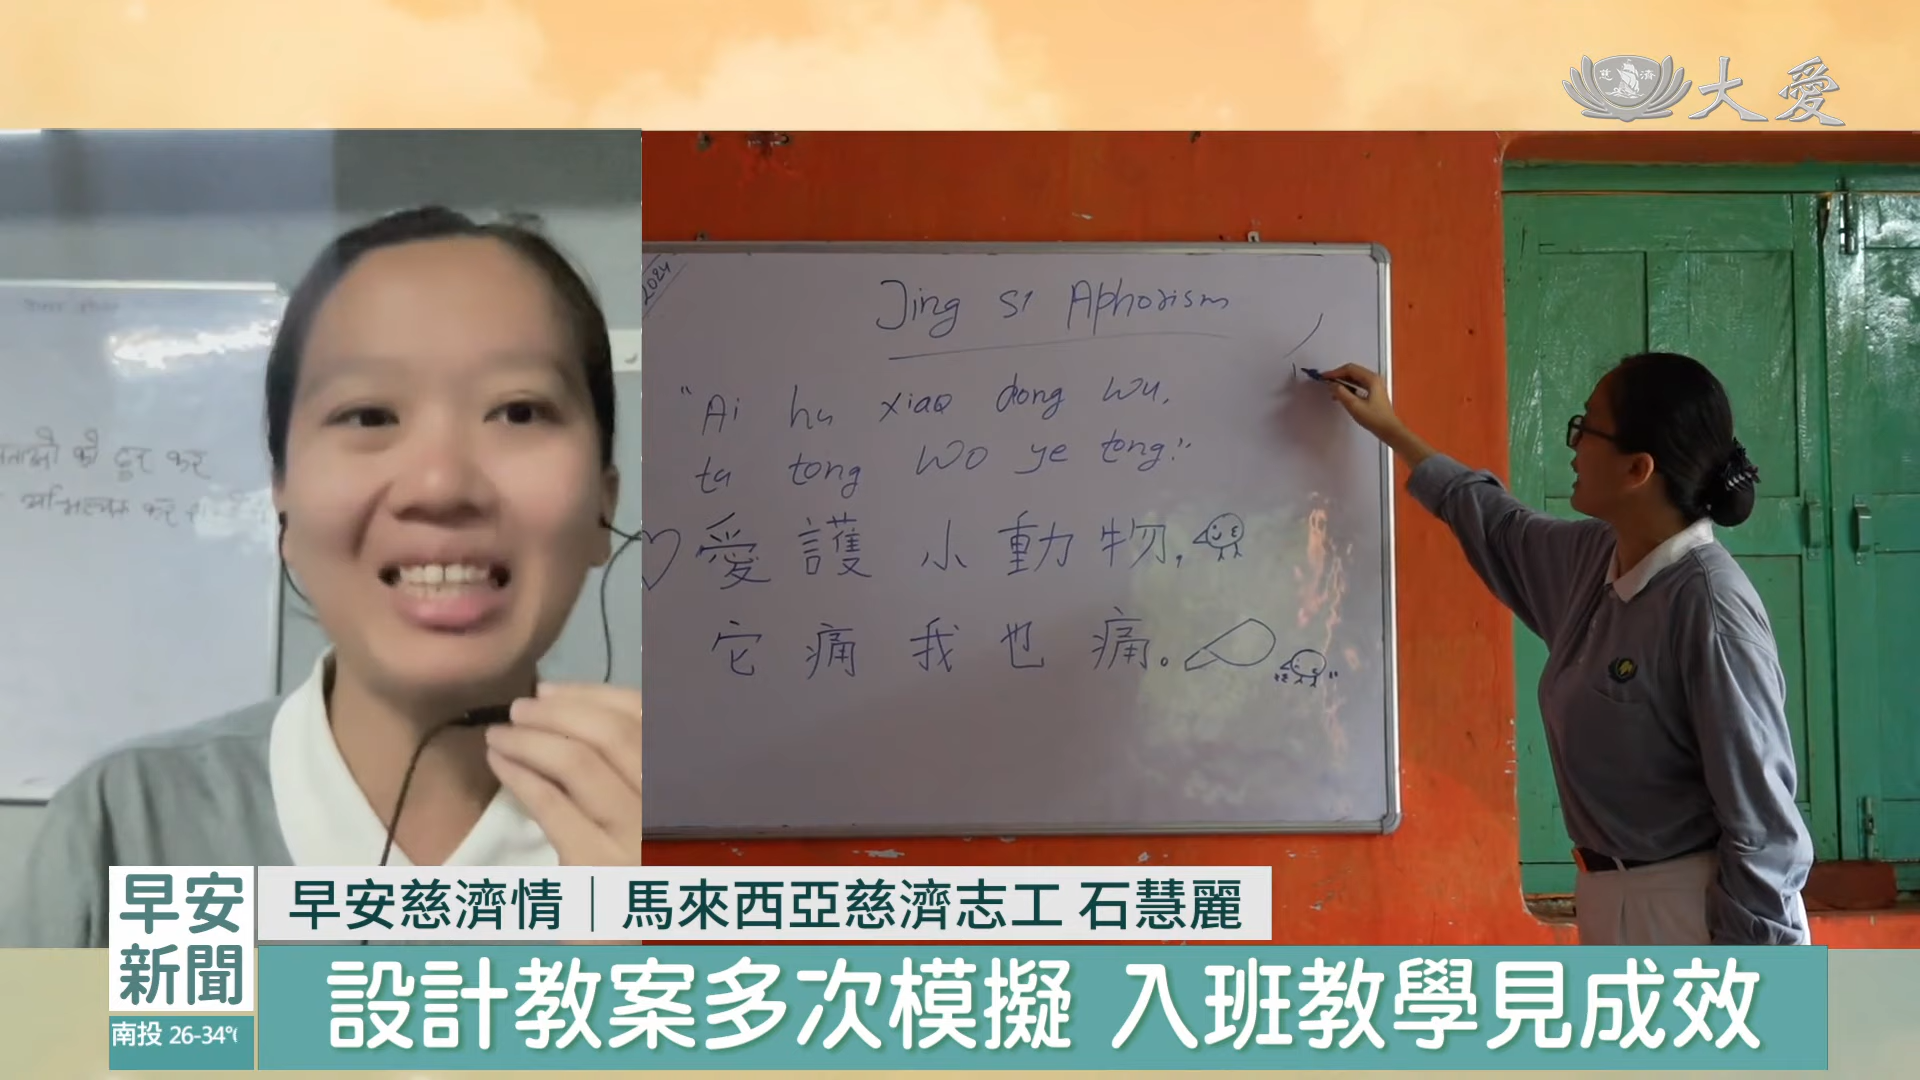 慈濟 大愛
2024
Jing Si Aphorism
"Ai hu xiao dong wu,
ta tong wo ye tong."
愛護小動物,
它痛我也痛。
को दूर कर
早安新聞
早安慈濟情｜馬來西亞慈濟志工 石慧麗
設計教案多次模擬 入班教學見成效
南投 26-34℃